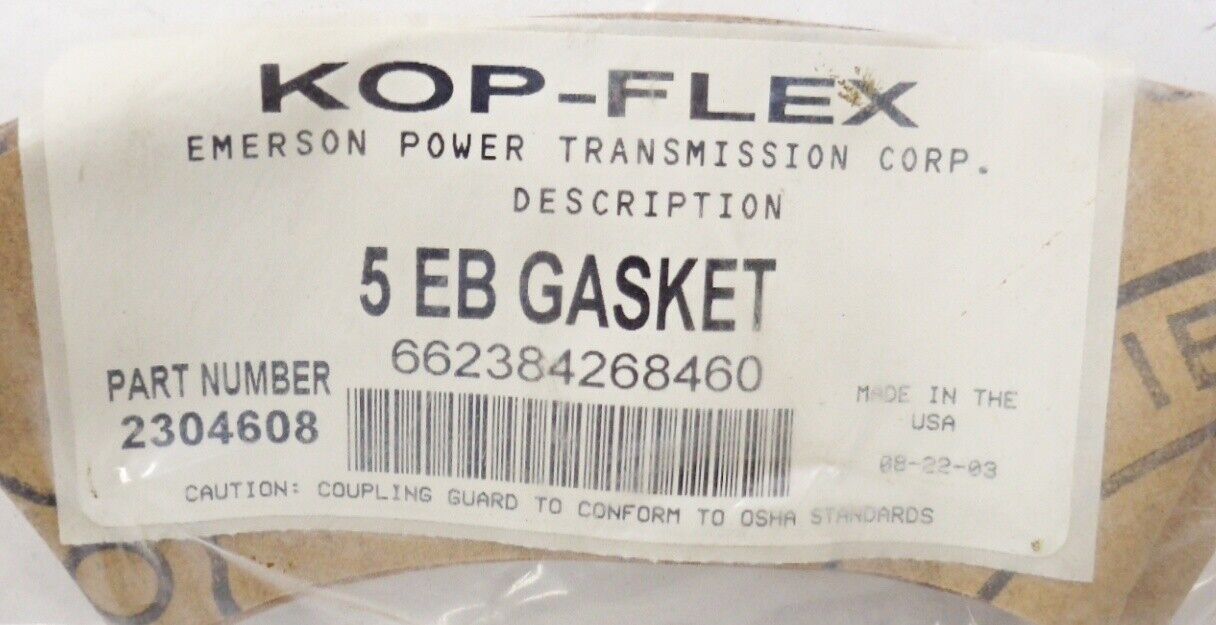 KOP-FLEX
EMERSON POWER TRANSMISSION CORP.
DESCRIPTION
5 EB GASKET
662384268460
PART NUMBER
2304608
MADE IN THE
USA
08-22-03
CAUTION: COUPLING GUARD TO CONFORM TO OSHA STANDARDS